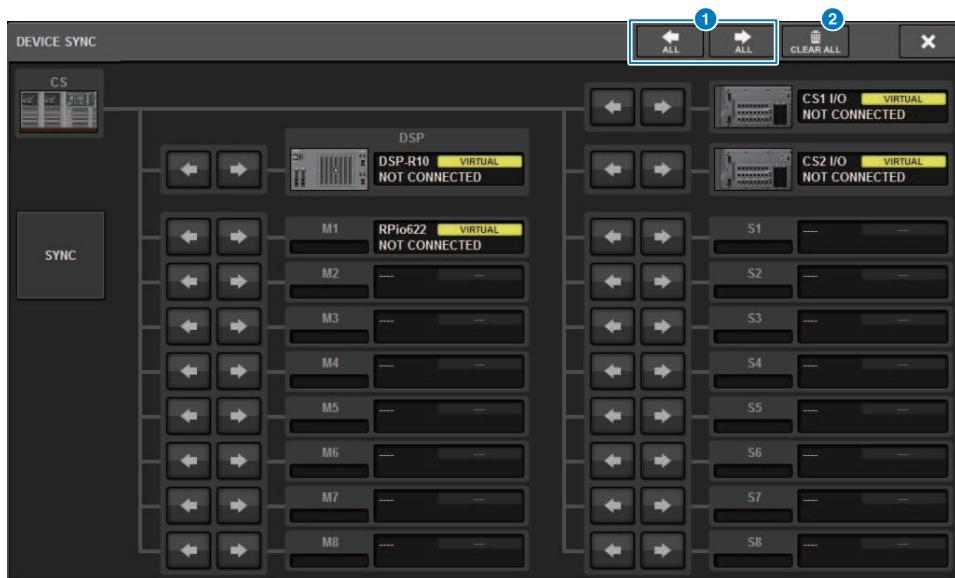 1 2
DEVICE SYNC
ALL
ALL
CLEAR ALL
CS
CS1 I/O VIRTUAL
NOT CONNECTED
DSP
DSP-R10 VIRTUAL
NOT CONNECTED
CS2 I/O VIRTUAL
NOT CONNECTED
SYNC
M1 RPio622 VIRTUAL
NOT CONNECTED
S1 ---- ---
M2 ---- ---
S2 ---- ---
M3 ---- ---
S3 ---- ---
M4 ---- ---
S4 ---- ---
M5 ---- ---
S5 ---- ---
M6 ---- ---
S6 ---- ---
M7 ---- ---
S7 ---- ---
M8 ---- ---
S8 ---- ---